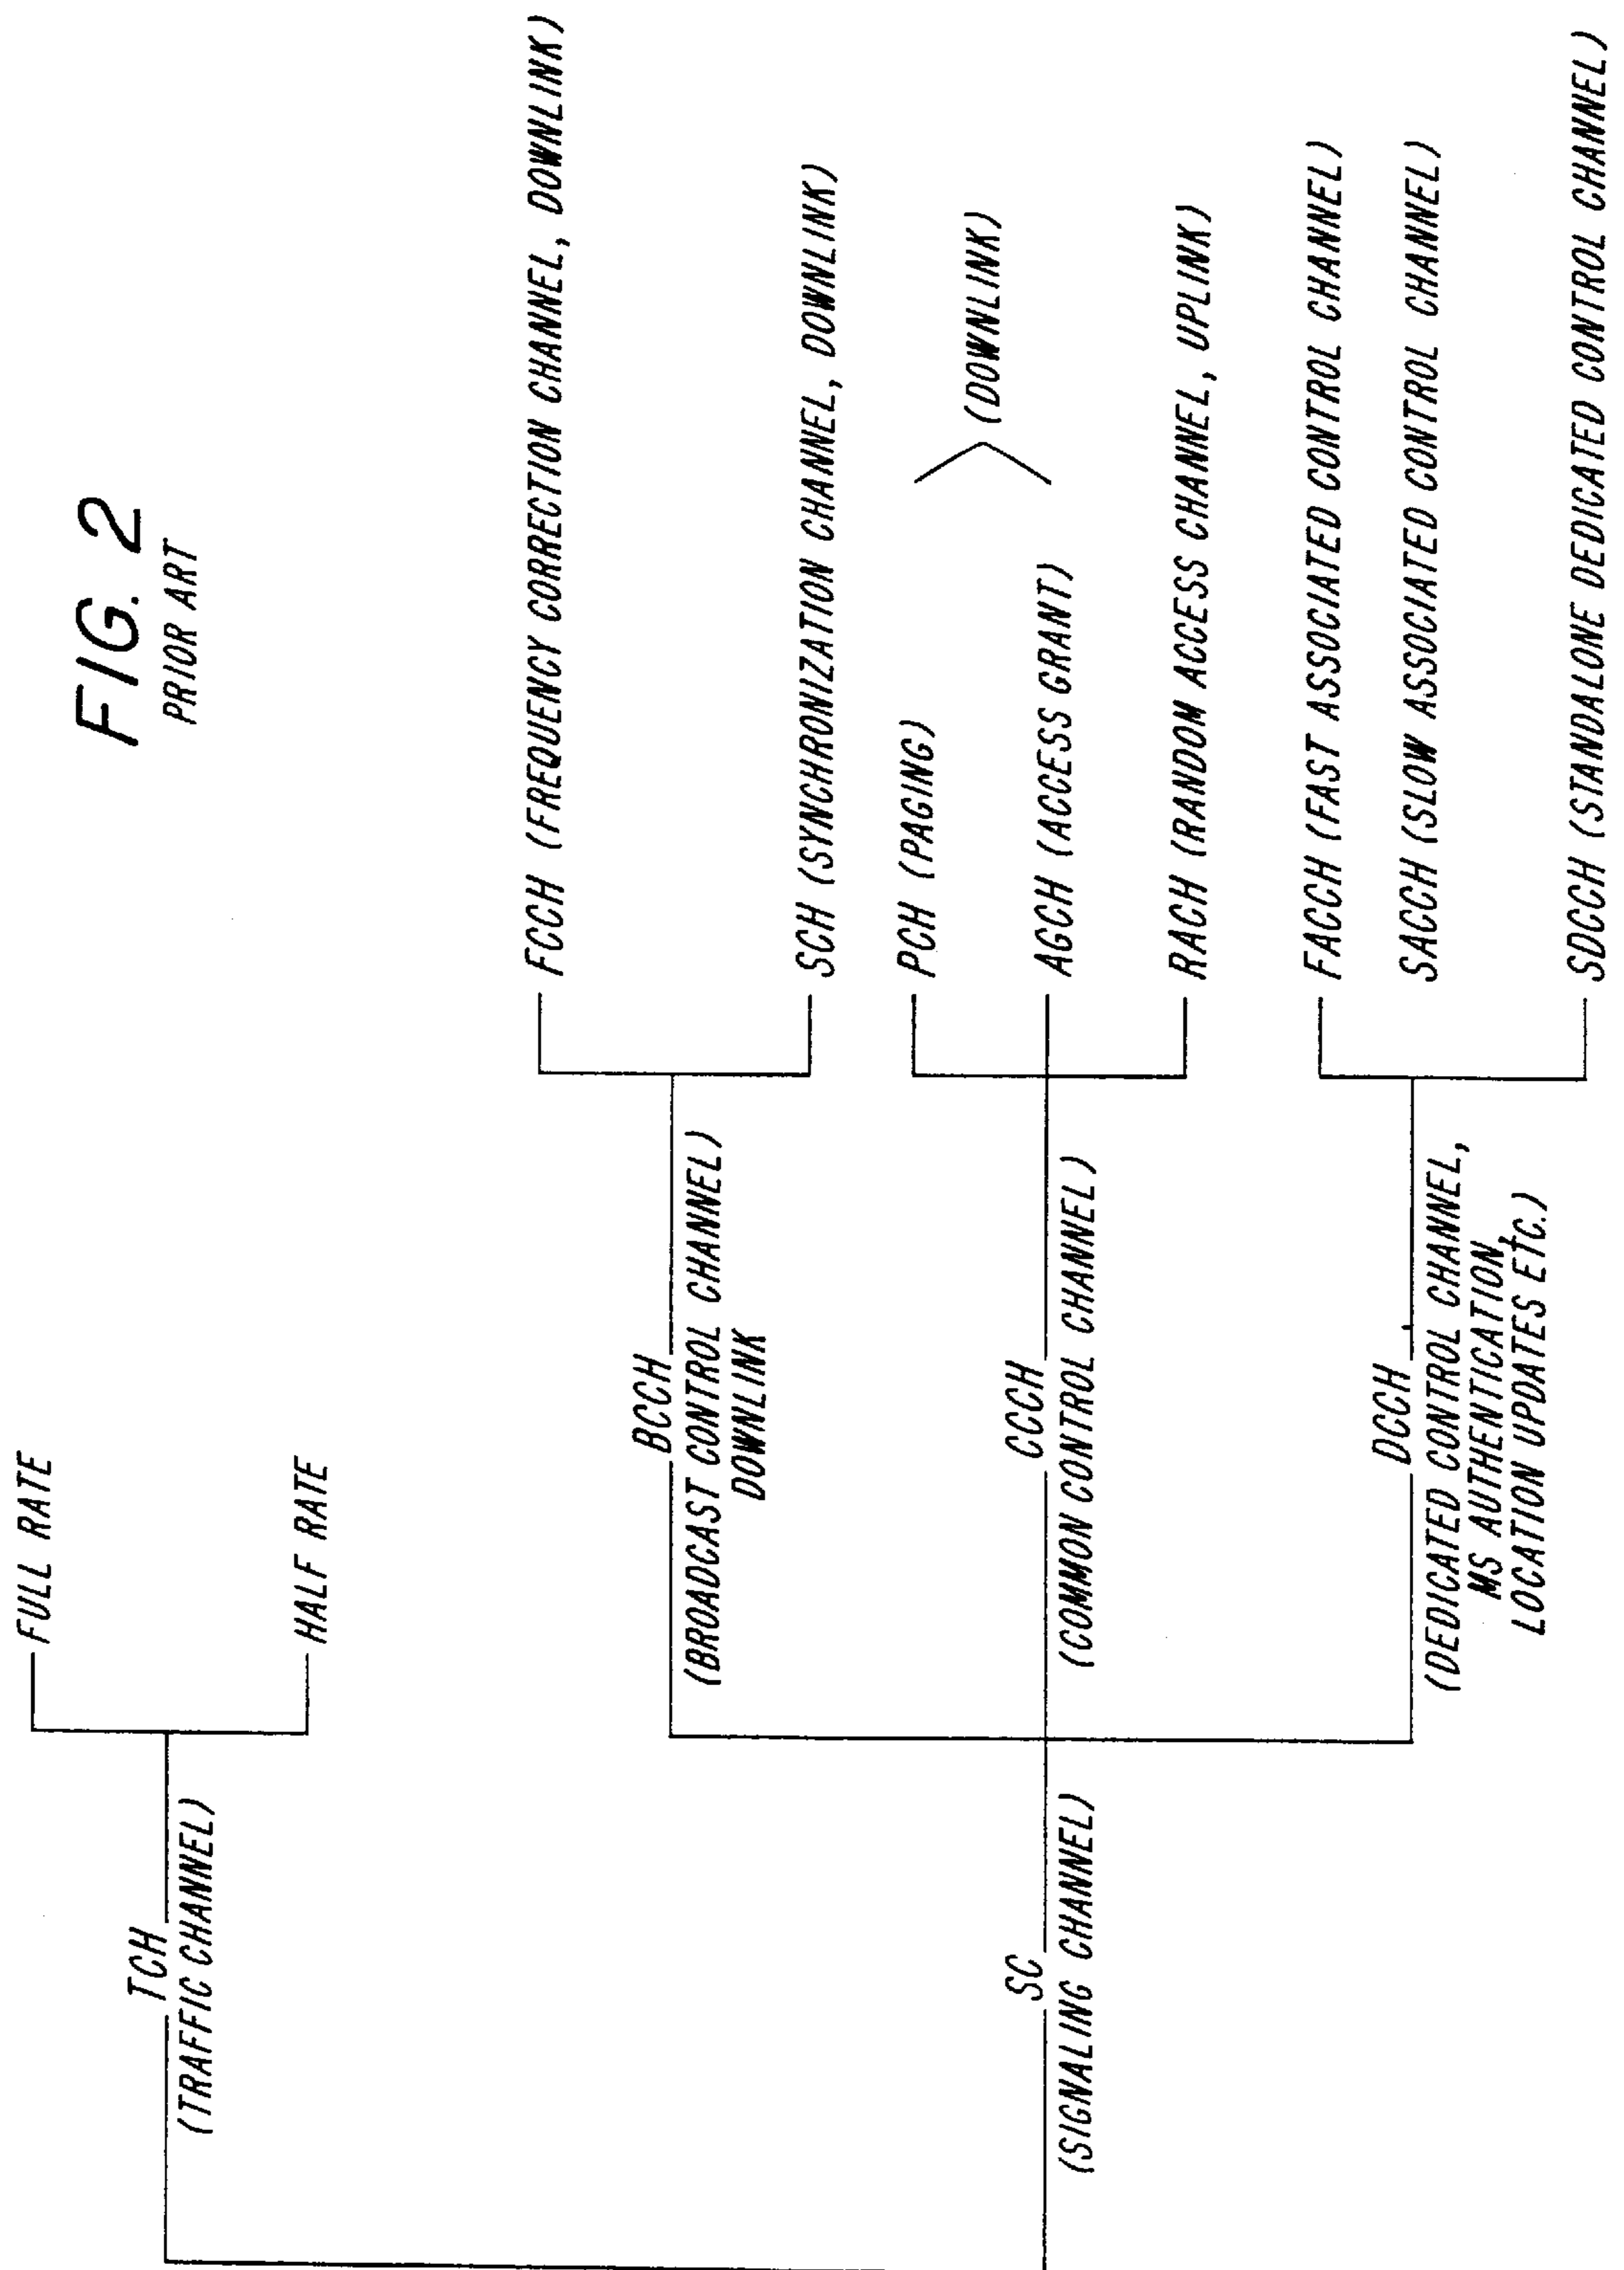 FIG. 2
PRIOR ART
FULL RATE
TCH
(TRAFFIC CHANNEL)
HALF RATE
FCCH (FREQUENCY CORRECTION CHANNEL, DOWNLINK)
BCCH
(BROADCAST CONTROL CHANNEL)
DOWNLINK
SCH (SYNCHRONIZATION CHANNEL, DOWNLINK)
PCH (PAGING)
(DOWNLINK)
SC
(SIGNALING CHANNEL)
CCCH
(COMMON CONTROL CHANNEL)
AGCH (ACCESS GRANT)
RACH (RANDOM ACCESS CHANNEL, UPLINK)
FACCH (FAST ASSOCIATED CONTROL CHANNEL)
DCCH
(DEDICATED CONTROL CHANNEL,
MS AUTHENTICATION,
LOCATION UPDATES ETC.)
SACCH (SLOW ASSOCIATED CONTROL CHANNEL)
SDCCH (STANDALONE DEDICATED CONTROL CHANNEL)